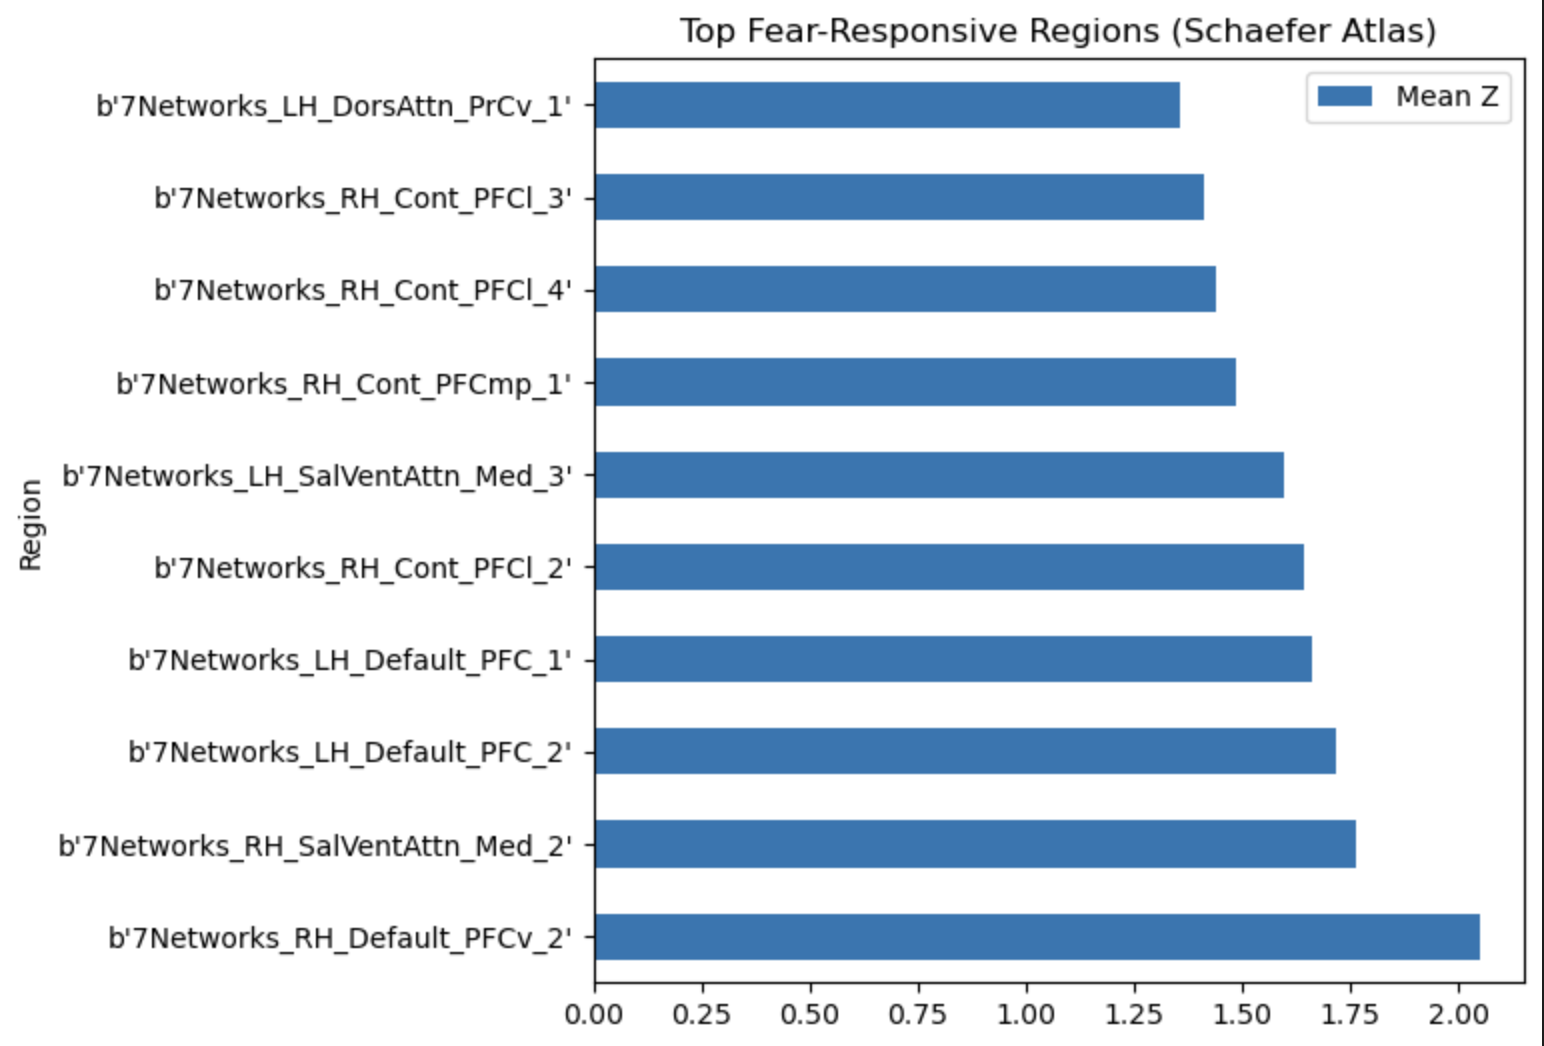 Top Fear-Responsive Regions (Schaefer Atlas)
Mean Z
b'7Networks_LH_DorsAttn_PrCv_1'
b'7Networks_RH_Cont_PFCl_3'
b'7Networks_RH_Cont_PFCl_4'
b'7Networks_RH_Cont_PFCmp_1'
b'7Networks_LH_SalVentAttn_Med_3'
b'7Networks_RH_Cont_PFCl_2'
b'7Networks_LH_Default_PFC_1'
b'7Networks_LH_Default_PFC_2'
b'7Networks_RH_SalVentAttn_Med_2'
b'7Networks_RH_Default_PFCv_2'
Region
0.00 0.25 0.50 0.75 1.00 1.25 1.50 1.75 2.00